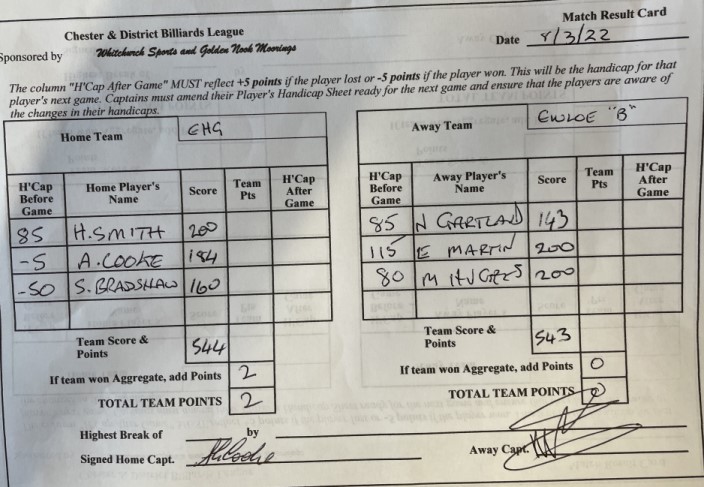 Match Result Card
Chester & District Billiards League
Sponsored by Whitchurch Sports and Golden Nook Moorings
Date 8/3/22
The column "H'Cap After Game" MUST reflect +5 points if the player lost or -5 points if the player won. This will be the handicap for that
player's next game. Captains must amend their Player's Handicap Sheet ready for the next game and ensure that the players are aware of
the changes in their handicaps.
Home Team EHG
H'Cap Before Game Home Player's Name Score Team Pts H'Cap After Game
85 H.SMITH 200
-5 A.COOKE 184
-50 S.BRADSHAW 160
Team Score & Points 544
If team won Aggregate, add Points 2
TOTAL TEAM POINTS 2
Away Team EWLOE "B"
H'Cap Before Game Away Player's Name Score Team Pts H'Cap After Game
85 N GARTLAND 143
115 E MARTIN 200
80 M HUGHES 200
Team Score & Points 543
If team won Aggregate, add Points 0
TOTAL TEAM POINTS 0
Highest Break of by
Signed Home Capt. A Cooke
Away Capt.